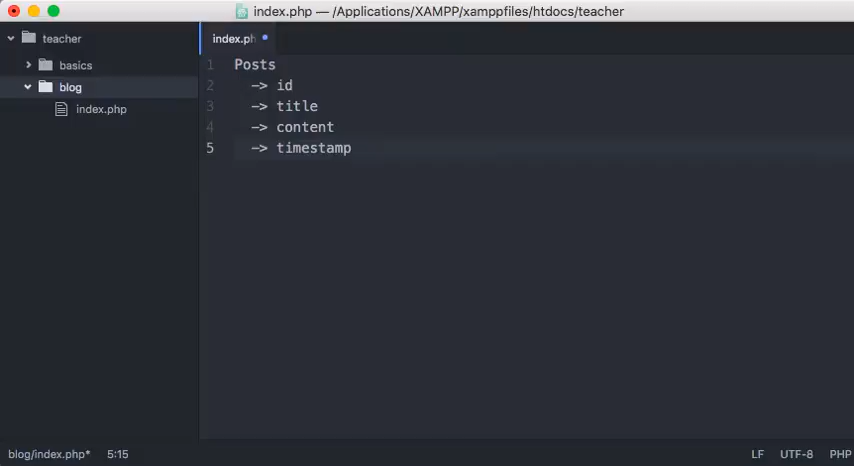 index.php — /Applications/XAMPP/xamppfiles/htdocs/teacher
teacher
basics
blog
index.php
index.ph
1 Posts
2 -> id
3 -> title
4 -> content
5 -> timestamp
blog/index.php* 5:15 LF UTF-8 PHP